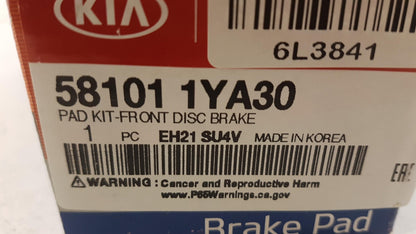 KIA
6L3841
58101 1YA30
PAD KIT-FRONT DISC BRAKE
1 PC EH21 SU4V MADE IN KOREA
⚠ WARNING : Cancer and Reproductive Harm
www.P65Warnings.ca.gov
EAC
Brake Pad